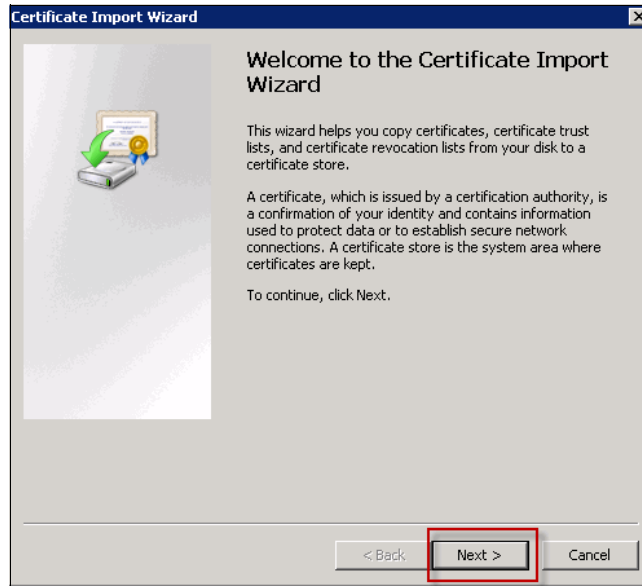 Certificate Import Wizard
Welcome to the Certificate Import
Wizard
This wizard helps you copy certificates, certificate trust
lists, and certificate revocation lists from your disk to a
certificate store.
A certificate, which is issued by a certification authority, is
a confirmation of your identity and contains information
used to protect data or to establish secure network
connections. A certificate store is the system area where
certificates are kept.
To continue, click Next.
< Back
Next >
Cancel